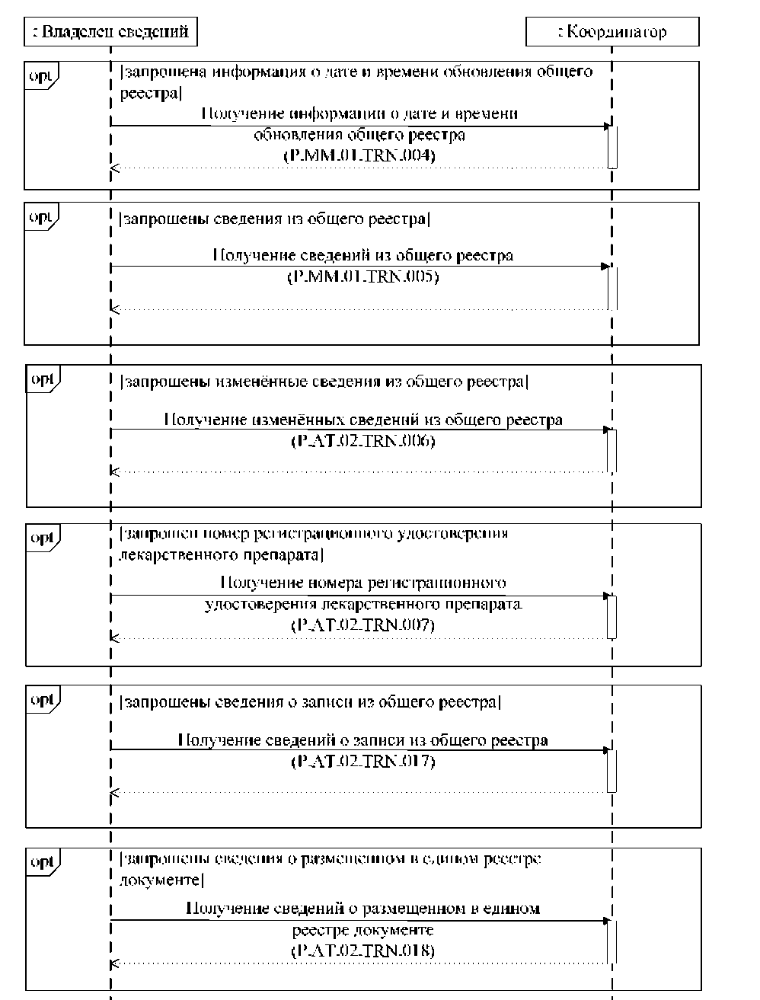 : Владелец сведений
: Координатор
opt
[запрошена информация о дате и времени обновления общего
реестра]
Получение информации о дате и времени
обновления общего реестра
(P.MM.01.TRN.004)
opt
[запрошены сведения из общего реестра]
Получение сведений из общего реестра
(P.MM.01.TRN.005)
opt
[запрошены изменённые сведения из общего реестра]
Получение изменённых сведений из общего реестра
(P.AT.02.TRN.006)
opt
[запрошен номер регистрационного удостоверения
лекарственного препарата]
Получение номера регистрационного
удостоверения лекарственного препарата
(P.AT.02.TRN.007)
opt
[запрошены сведения о записи из общего реестра]
Получение сведений о записи из общего реестра
(P.AT.02.TRN.017)
opt
[запрошены сведения о размещенном в едином реестре
документе]
Получение сведений о размещенном в едином
реестре документе
(P.AT.02.TRN.018)